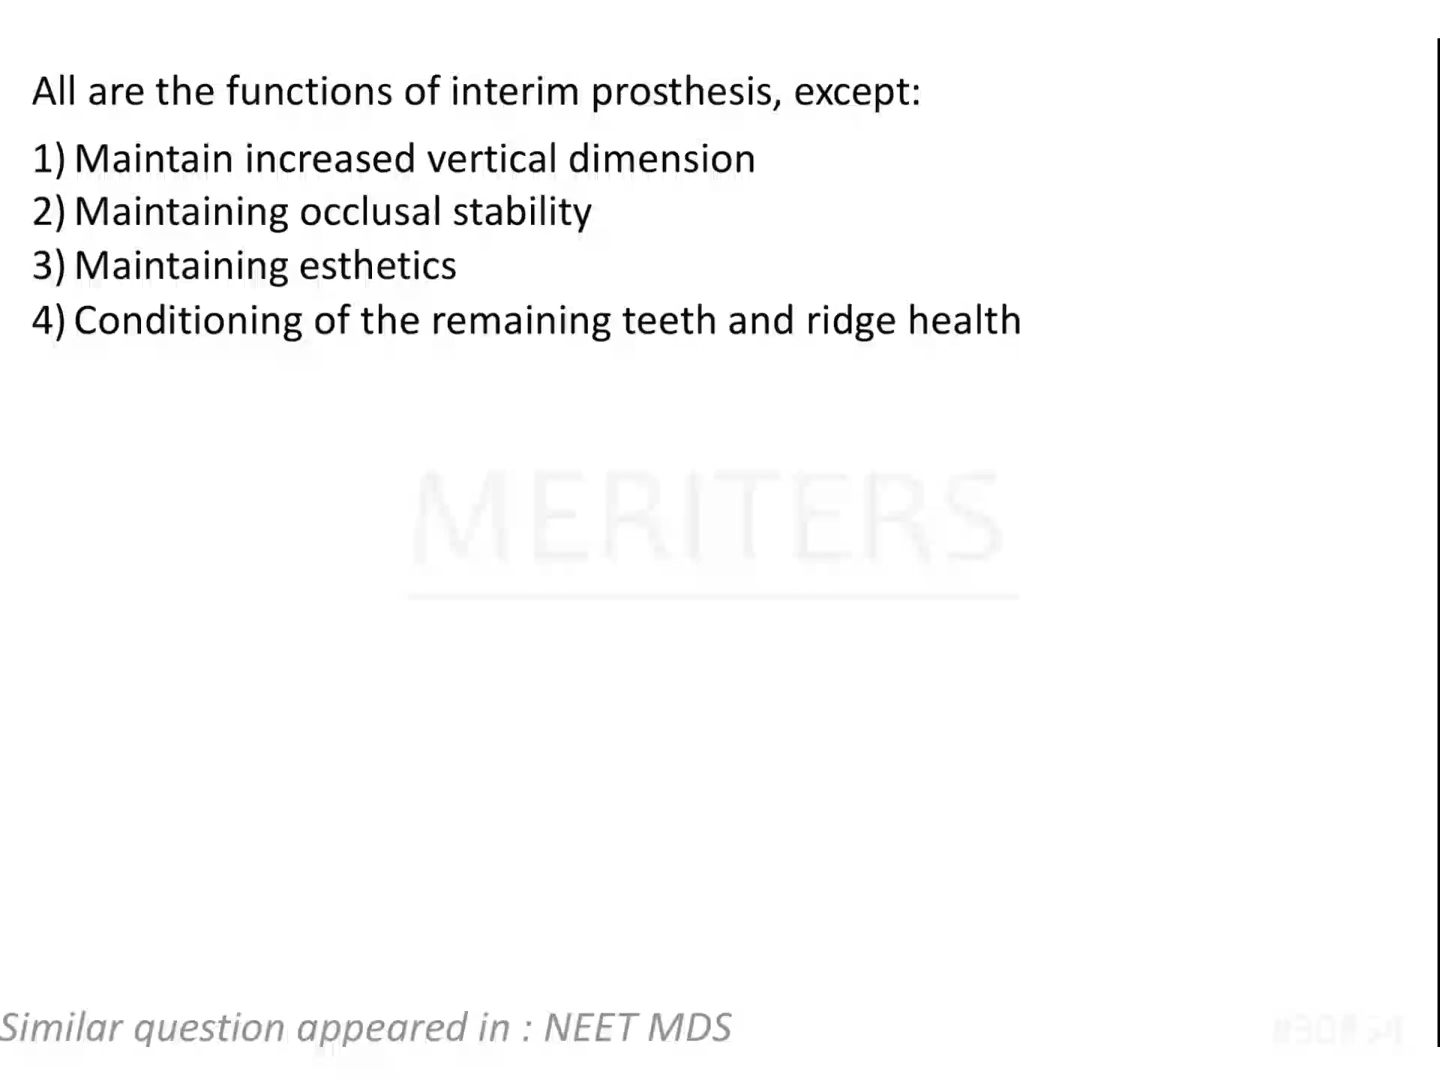 All are the functions of interim prosthesis, except:
1) Maintain increased vertical dimension
2) Maintaining occlusal stability
3) Maintaining esthetics
4) Conditioning of the remaining teeth and ridge health
MERITERS
Similar question appeared in : NEET MDS